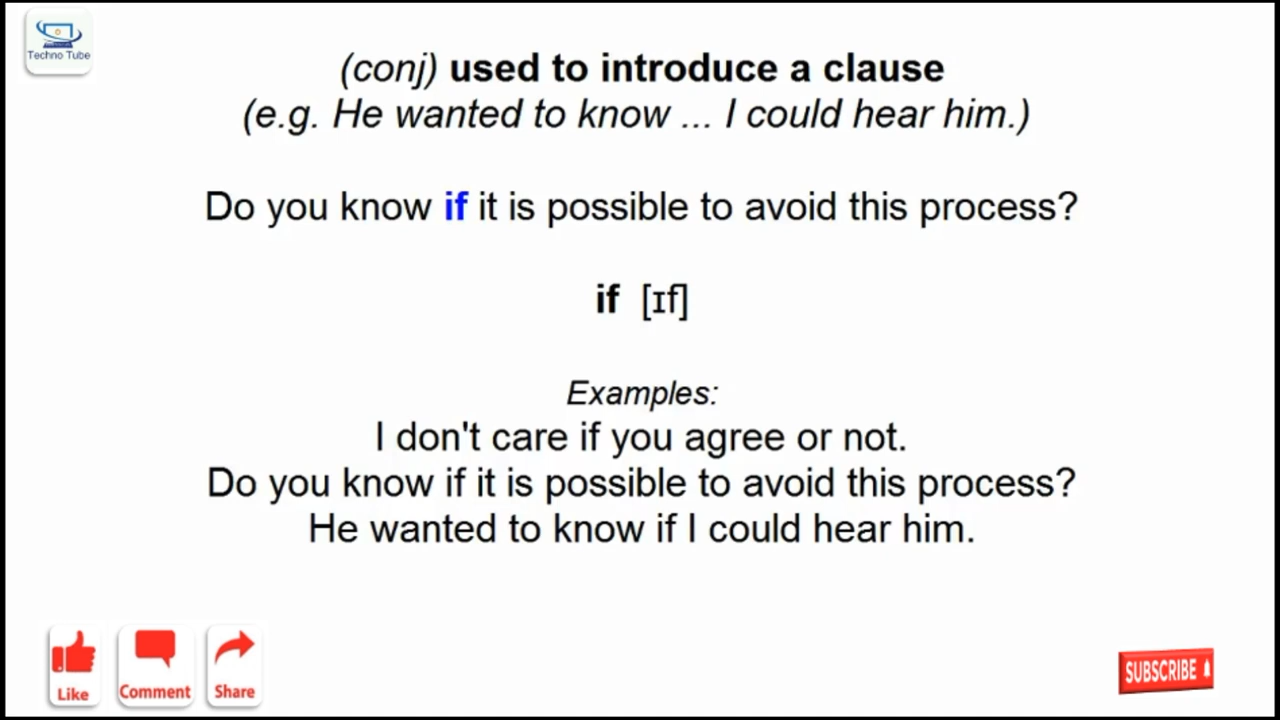 Techno Tube
(conj) used to introduce a clause
(e.g. He wanted to know ... I could hear him.)
Do you know if it is possible to avoid this process?
if [ɪf]
Examples:
I don't care if you agree or not.
Do you know if it is possible to avoid this process?
He wanted to know if I could hear him.
Like
Comment
Share
SUBSCRIBE